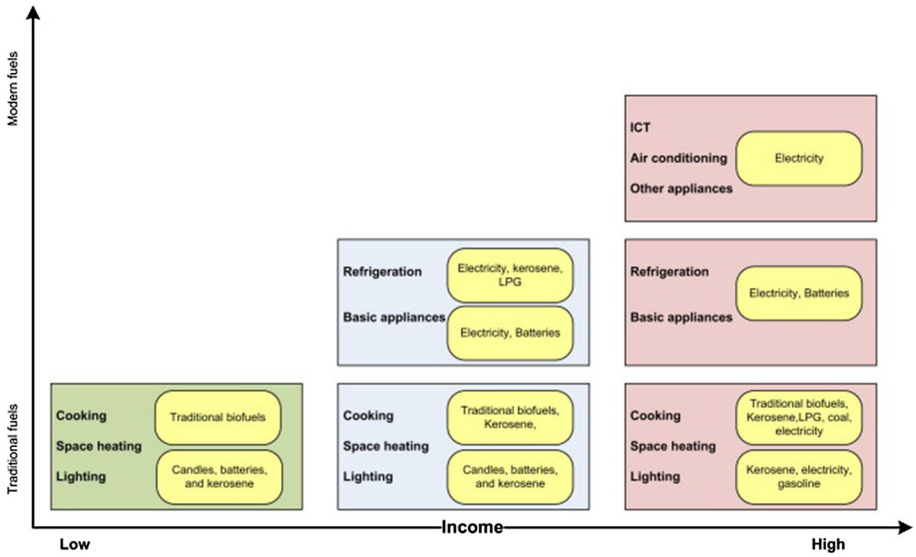 Modern fuels
ICT
Air conditioning
Other appliances
Electricity
Refrigeration
Basic appliances
Electricity, kerosene,
LPG
Electricity, Batteries
Refrigeration
Basic appliances
Electricity, Batteries
Traditional fuels
Cooking
Space heating
Lighting
Traditional biofuels
Candles, batteries,
and kerosene
Cooking
Space heating
Lighting
Traditional biofuels,
Kerosene,
Candles, batteries,
and kerosene
Cooking
Space heating
Lighting
Traditional biofuels,
Kerosene,LPG, coal,
electricity
Kerosene, electricity,
gasoline
Income
Low
High